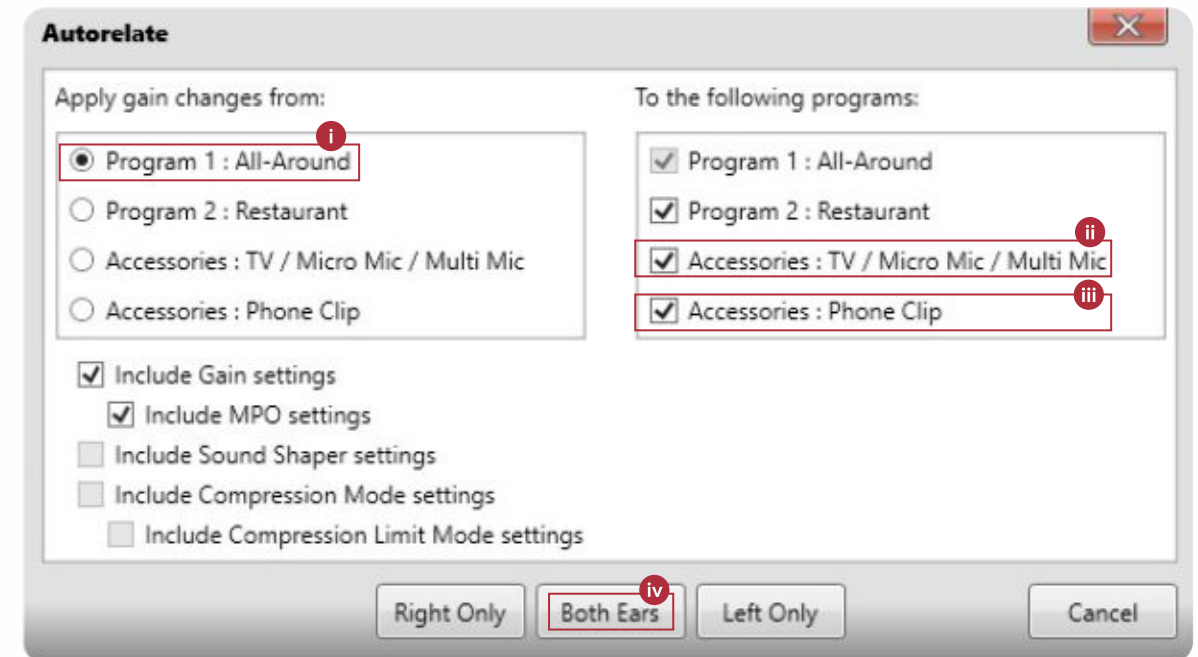 Autorelate
Apply gain changes from:
i
Program 1 : All-Around
Program 2 : Restaurant
Accessories : TV / Micro Mic / Multi Mic
Accessories : Phone Clip
To the following programs:
Program 1 : All-Around
Program 2 : Restaurant
ii
Accessories : TV / Micro Mic / Multi Mic
iii
Accessories : Phone Clip
Include Gain settings
Include MPO settings
Include Sound Shaper settings
Include Compression Mode settings
Include Compression Limit Mode settings
Right Only
iv
Both Ears
Left Only
Cancel